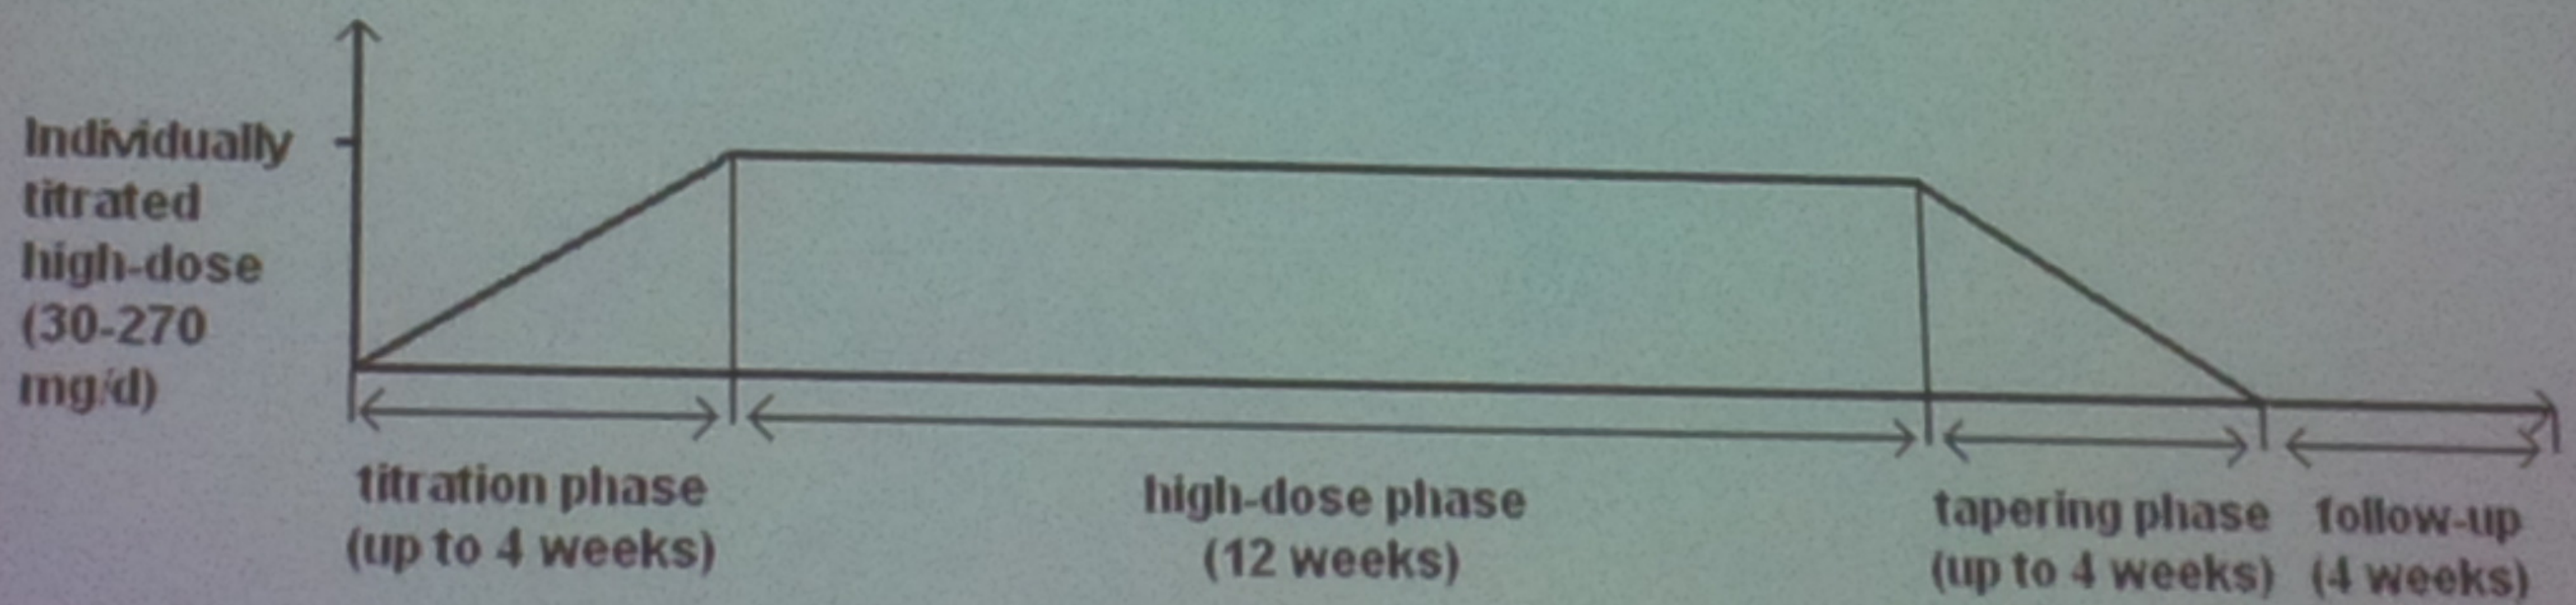 Individually
titrated
high-dose
(30-270
mg/d)
titration phase
(up to 4 weeks)
high-dose phase
(12 weeks)
tapering phase
(up to 4 weeks)
follow-up
(4 weeks)